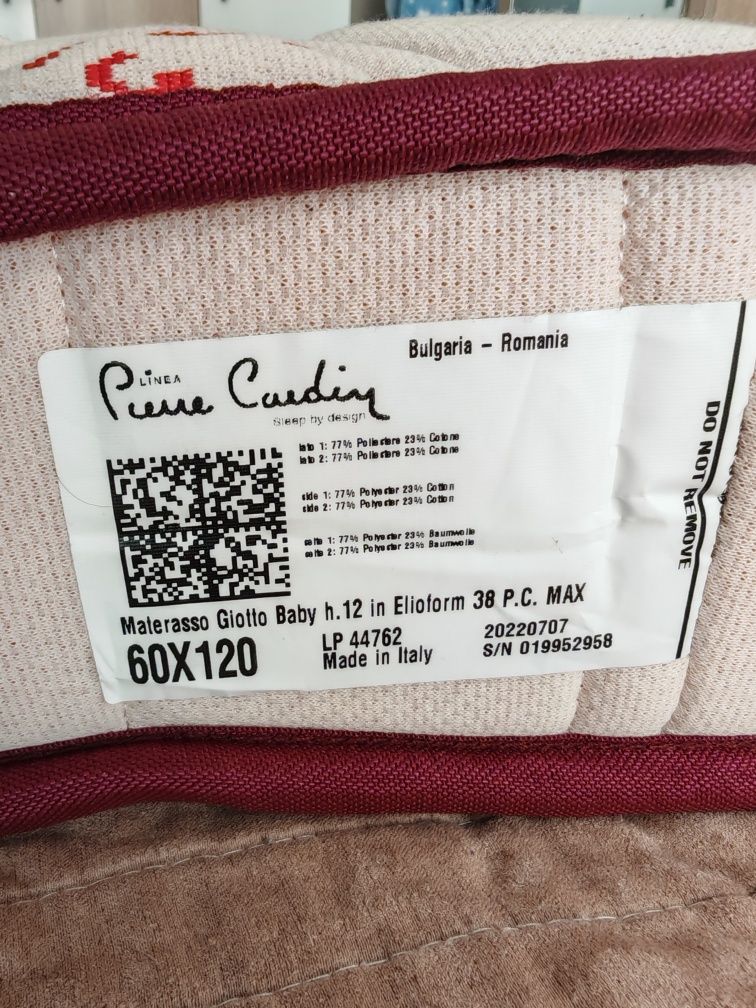 Bulgaria - Romania
LINEA
Pierre Cardin
sleep by design
lato 1: 77% Poliestere 23% Cotone
lato 2: 77% Poliestere 23% Cotone
side 1: 77% Polyester 23% Cotton
side 2: 77% Polyester 23% Cotton
seite 1: 77% Polyester 23% Baumwolle
seite 2: 77% Polyester 23% Baumwolle
Materasso Giotto Baby h.12 in Elioform 38 P.C. MAX
60X120
LP 44762
Made in Italy
20220707
S/N 019952958
DO NOT REMOVE